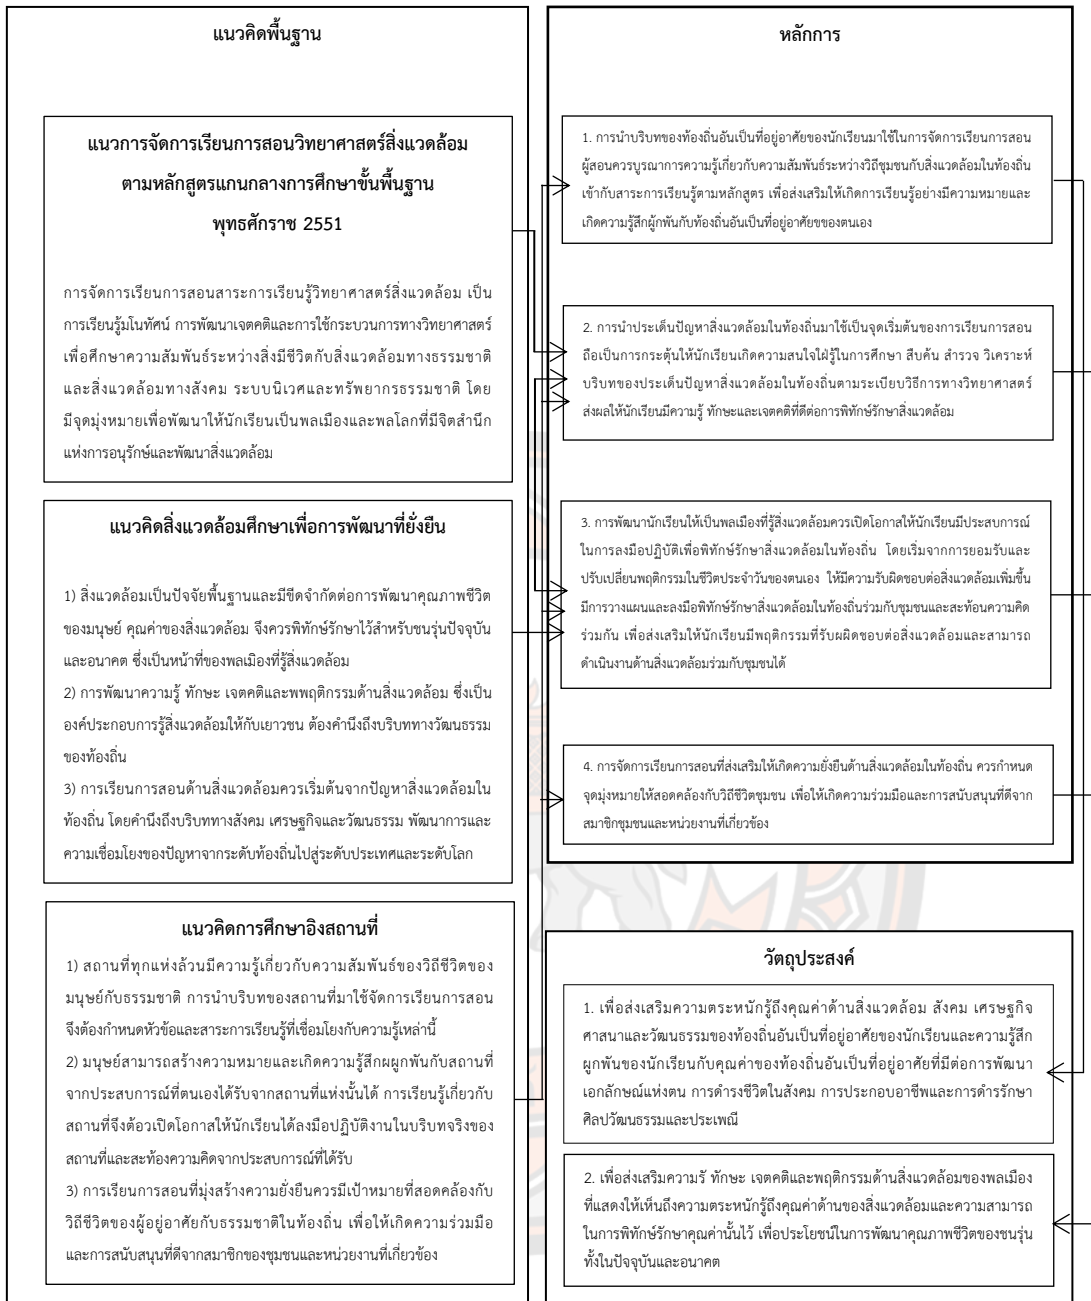 แนวคิดพื้นฐาน
แนวการจัดการเรียนการสอนวิทยาศาสตร์สิ่งแวดล้อม
ตามหลักสูตรแกนกลางการศึกษาขั้นพื้นฐาน
พุทธศักราช 2551
การจัดการเรียนการสอนสาระการเรียนรู้วิทยาศาสตร์สิ่งแวดล้อม เป็น
การเรียนรู้มโนทัศน์ การพัฒนาเจตคติและการใช้กระบวนการทางวิทยาศาสตร์
เพื่อศึกษาความสัมพันธ์ระหว่างสิ่งมีชีวิตกับสิ่งแวดล้อมทางธรรมชาติ
และสิ่งแวดล้อมทางสังคม ระบบนิเวศและทรัพยากรธรรมชาติ โดย
มีจุดมุ่งหมายเพื่อพัฒนาให้นักเรียนเป็นพลเมืองและพลโลกที่มีจิตสำนึก
แห่งการอนุรักษ์และพัฒนาสิ่งแวดล้อม
แนวคิดสิ่งแวดล้อมศึกษาเพื่อการพัฒนาที่ยั่งยืน
1) สิ่งแวดล้อมเป็นปัจจัยพื้นฐานและมีขีดจำกัดต่อการพัฒนาคุณภาพชีวิต
ของมนุษย์ คุณค่าของสิ่งแวดล้อม จึงควรพิทักษ์รักษาไว้สำหรับชนรุ่นปัจจุบัน
และอนาคต ซึ่งเป็นหน้าที่ของพลเมืองที่รู้สิ่งแวดล้อม
2) การพัฒนาความรู้ ทักษะ เจตคติและพพฤติกรรมด้านสิ่งแวดล้อม ซึ่งเป็น
องค์ประกอบการรู้สิ่งแวดล้อมให้กับเยาวชน ต้องคำนึงถึงบริบททางวัฒนธรรม
ของท้องถิ่น
3) การเรียนการสอนด้านสิ่งแวดล้อมควรเริ่มต้นจากปัญหาสิ่งแวดล้อมใน
ท้องถิ่น โดยคำนึงถึงบริบททางสังคม เศรษฐกิจและวัฒนธรรม พัฒนาการและ
ความเชื่อมโยงของปัญหาจากระดับท้องถิ่นไปสู่ระดับประเทศและระดับโลก
แนวคิดการศึกษาอิงสถานที่
1) สถานที่ทุกแห่งล้วนมีความรู้เกี่ยวกับความสัมพันธ์ของวิถีชีวิตของ
มนุษย์กับธรรมชาติ การนำบริบทของสถานที่มาใช้จัดการเรียนการสอน
จึงต้องกำหนดหัวข้อและสาระการเรียนรู้ที่เชื่อมโยงกับความรู้เหล่านี้
2) มนุษย์สามารถสร้างความหมายและเกิดความรู้สึกผผูกพันกับสถานที่
จากประสบการณ์ที่ตนเองได้รับจากสถานที่แห่งนั้นได้ การเรียนรู้เกี่ยวกับ
สถานที่จึงต้อวเปิดโอกาสให้นักเรียนได้ลงมือปฏิบัติงานในบริบทจริงของ
สถานที่และสะท้องความคิดจากประสบการณ์ที่ได้รับ
3) การเรียนการสอนที่มุ่งสร้างความยั่งยืนควรมีเป้าหมายที่สอดคล้องกับ
วิถีชีวิตของผู้อยู่อาศัยกับธรรมชาติในท้องถิ่น เพื่อให้เกิดความร่วมมือ
และการสนับสนุนที่ดีจากสมาชิกของชุมชนและหน่วยงานที่เกี่ยวข้อง
หลักการ
1. การนำบริบทของท้องถิ่นอันเป็นที่อยู่อาศัยของนักเรียนมาใช้ในการจัดการเรียนการสอน
ผู้สอนควรบูรณาการความรู้เกี่ยวกับความสัมพันธ์ระหว่างวิถีชุมชนกับสิ่งแวดล้อมในท้องถิ่น
เข้ากับสาระการเรียนรู้ตามหลักสูตร เพื่อส่งเสริมให้เกิดการเรียนรู้อย่างมีความหมายและ
เกิดความรู้สึกผู้กพันกับท้องถิ่นอันเป็นที่อยู่อาศัยขของตนเอง
2. การนำประเด็นปัญหาสิ่งแวดล้อมในท้องถิ่นมาใช้เป็นจุดเริ่มต้นของการเรียนการสอน
ถือเป็นการกระตุ้นให้นักเรียนเกิดความสนใจใฝ่รู้ในการศึกษา สืบค้น สำรวจ วิเคราะห์
บริบทของประเด็นปัญหาสิ่งแวดล้อมในท้องถิ่นตามระเบียบวิธีการทางวิทยาศาสตร์
ส่งผลให้นักเรียนมีความรู้ ทักษะและเจตคติที่ดีต่อการพิทักษ์รักษาสิ่งแวดล้อม
3. การพัฒนานักเรียนให้เป็นพลเมืองที่รู้สิ่งแวดล้อมควรเปิดโอกาสให้นักเรียนมีประสบการณ์
ในการลงมือปฏิบัติเพื่อพิทักษ์รักษาสิ่งแวดล้อมในท้องถิ่น โดยเริ่มจากการยอมรับและ
ปรับเปลี่ยนพฤติกรรมในชีวิตประจำวันของตนเอง ให้มีความรับผิดชอบต่อสิ่งแวดล้อมเพิ่มขึ้น
มีการวางแผนและลงมือพิทักษ์รักษาสิ่งแวดล้อมในท้องถิ่นร่วมกับชุมชนและสะท้อนความคิด
ร่วมกัน เพื่อส่งเสริมให้นักเรียนมีพฤติกรรมที่รับผผิดชอบต่อสิ่งแวดล้อมและสามารถ
ดำเนินงานด้านสิ่งแวดล้อมร่วมกับชุมชนได้
4. การจัดการเรียนการสอนที่ส่งเสริมให้เกิดความยั่งยืนด้านสิ่งแวดล้อมในท้องถิ่น ควรกำหนด
จุดมุ่งหมายให้สอดคล้องกับวิถีชีวิตชุมชน เพื่อให้เกิดความร่วมมือและการสนับสนุนที่ดีจาก
สมาชิกชุมชนและหน่วยงานที่เกี่ยวข้อง
วัตถุประสงค์
1. เพื่อส่งเสริมความตระหนักรู้ถึงคุณค่าด้านสิ่งแวดล้อม สังคม เศรษฐกิจ
ศาสนาและวัฒนธรรมของท้องถิ่นอันเป็นที่อยู่อาศัยของนักเรียนและความรู้สึก
ผูกพันของนักเรียนกับคุณค่าของท้องถิ่นอันเป็นที่อยู่อาศัยที่มีต่อการพัฒนา
เอกลักษณ์แห่งตน การดำรงชีวิตในสังคม การประกอบอาชีพและการดำรรักษา
ศิลปวัฒนธรรมและประเพณี
2. เพื่อส่งเสริมความรั ทักษะ เจตคติและพฤติกรรมด้านสิ่งแวดล้อมของพลเมือง
ที่แสดงให้เห็นถึงความตระหนักรู้ถึงคุณค่าด้านของสิ่งแวดล้อมและความสามารถ
ในการพิทักษ์รักษาคุณค่านั้นไว้ เพื่อประโยชน์ในการพัฒนาคุณภาพชีวิตของชนรุ่น
ทั้งในปัจจุบันและอนาคต